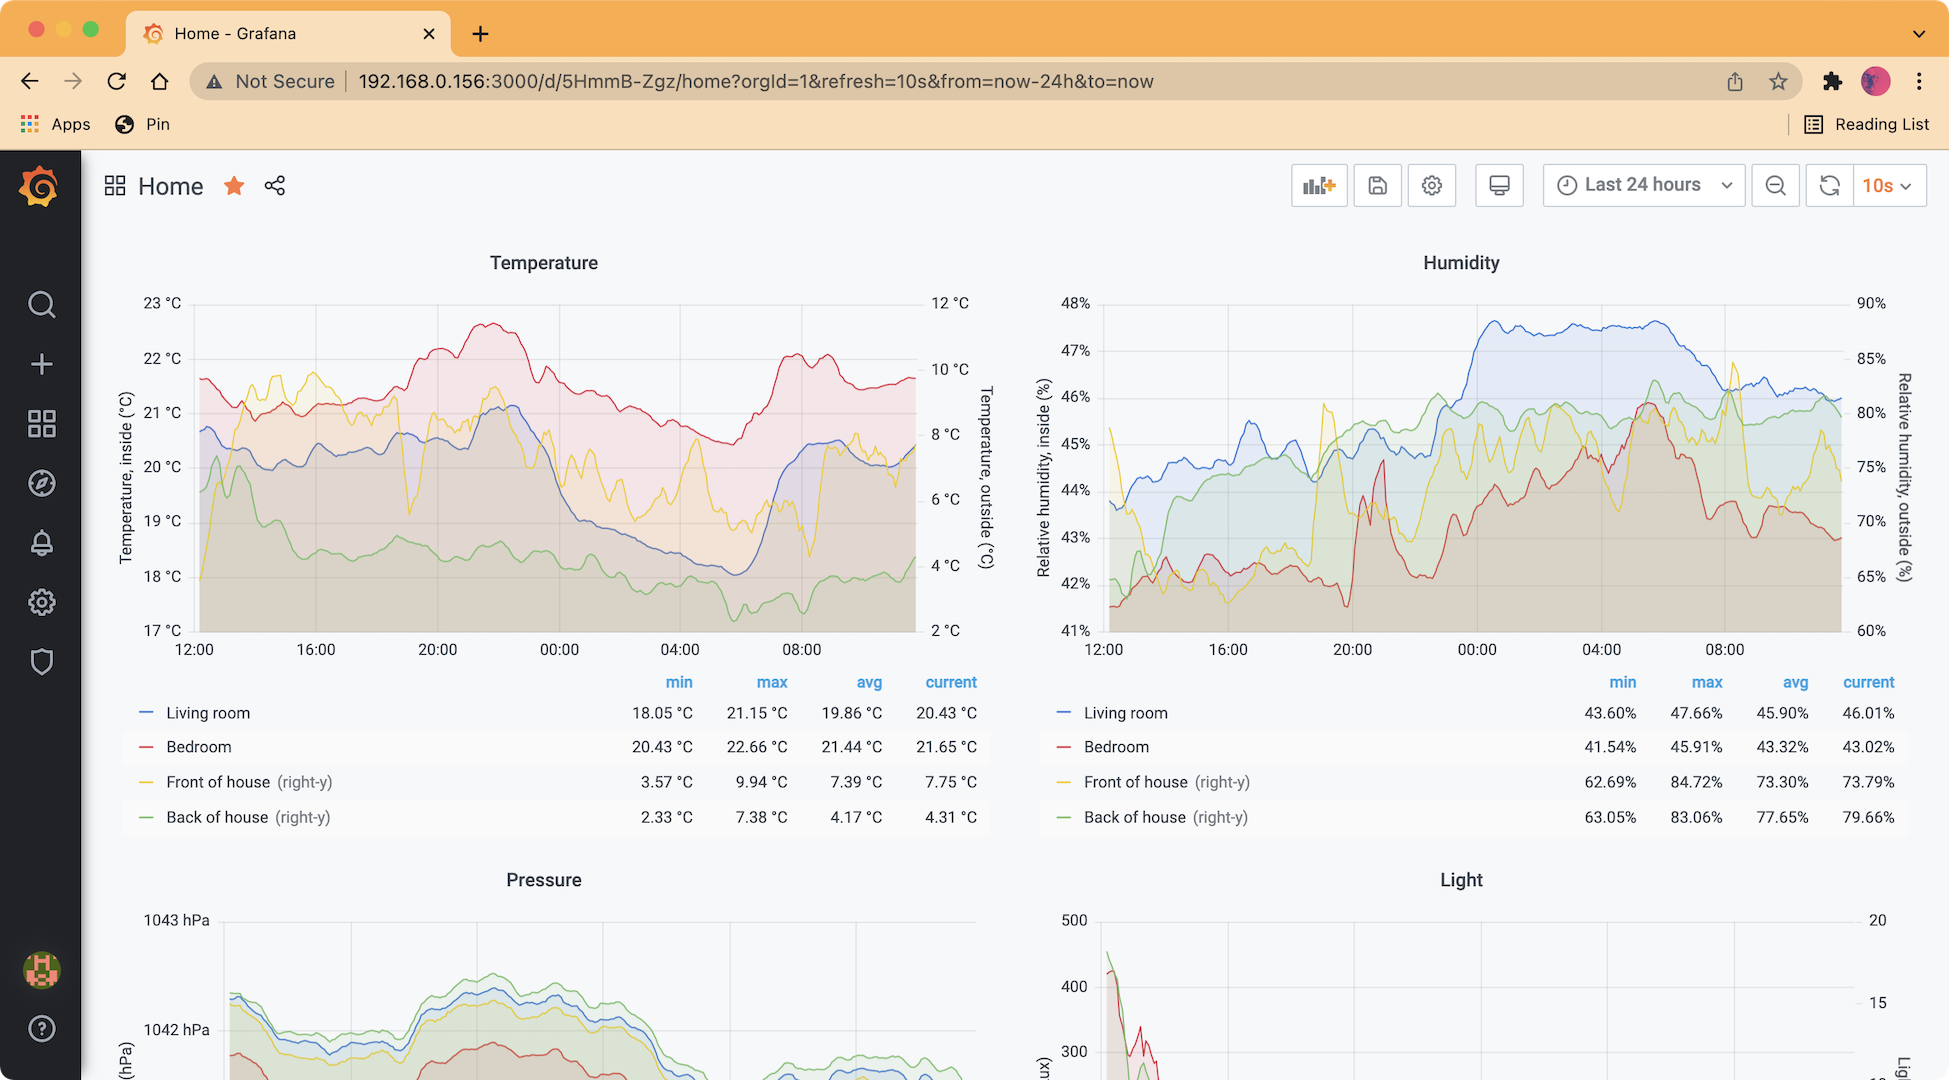 Home - Grafana
Not Secure 192.168.0.156:3000/d/5HmmB-Zgz/home?orgId=1&refresh=10s&from=now-24h&to=now
Apps Pin Reading List
Home Last 24 hours 10s
Temperature
23 °C 12 °C
22 °C 10 °C
21 °C 8 °C
20 °C 6 °C
19 °C 4 °C
18 °C 2 °C
17 °C
Temperature, inside (°C)
Temperature, outside (°C)
12:00 16:00 20:00 00:00 04:00 08:00
min max avg current
Living room 18.05 °C 21.15 °C 19.86 °C 20.43 °C
Bedroom 20.43 °C 22.66 °C 21.44 °C 21.65 °C
Front of house (right-y) 3.57 °C 9.94 °C 7.39 °C 7.75 °C
Back of house (right-y) 2.33 °C 7.38 °C 4.17 °C 4.31 °C
Humidity
48% 90%
47% 85%
46% 80%
45% 75%
44% 70%
43% 65%
42% 60%
41%
Relative humidity, inside (%)
Relative humidity, outside (%)
12:00 16:00 20:00 00:00 04:00 08:00
min max avg current
Living room 43.60% 47.66% 45.90% 46.01%
Bedroom 41.54% 45.91% 43.32% 43.02%
Front of house (right-y) 62.69% 84.72% 73.30% 73.79%
Back of house (right-y) 63.05% 83.06% 77.65% 79.66%
Pressure
1043 hPa
1042 hPa
(hPa)
Light
500 20
400 15
300